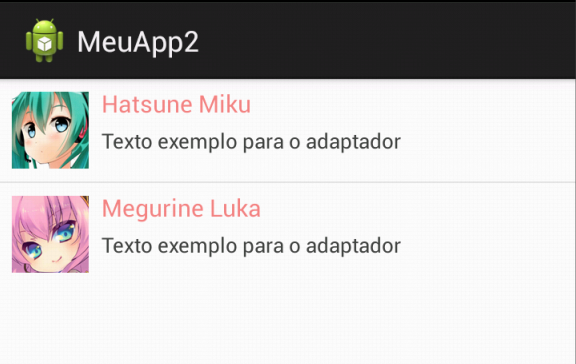 MeuApp2
Hatsune Miku
Texto exemplo para o adaptador
Megurine Luka
Texto exemplo para o adaptador